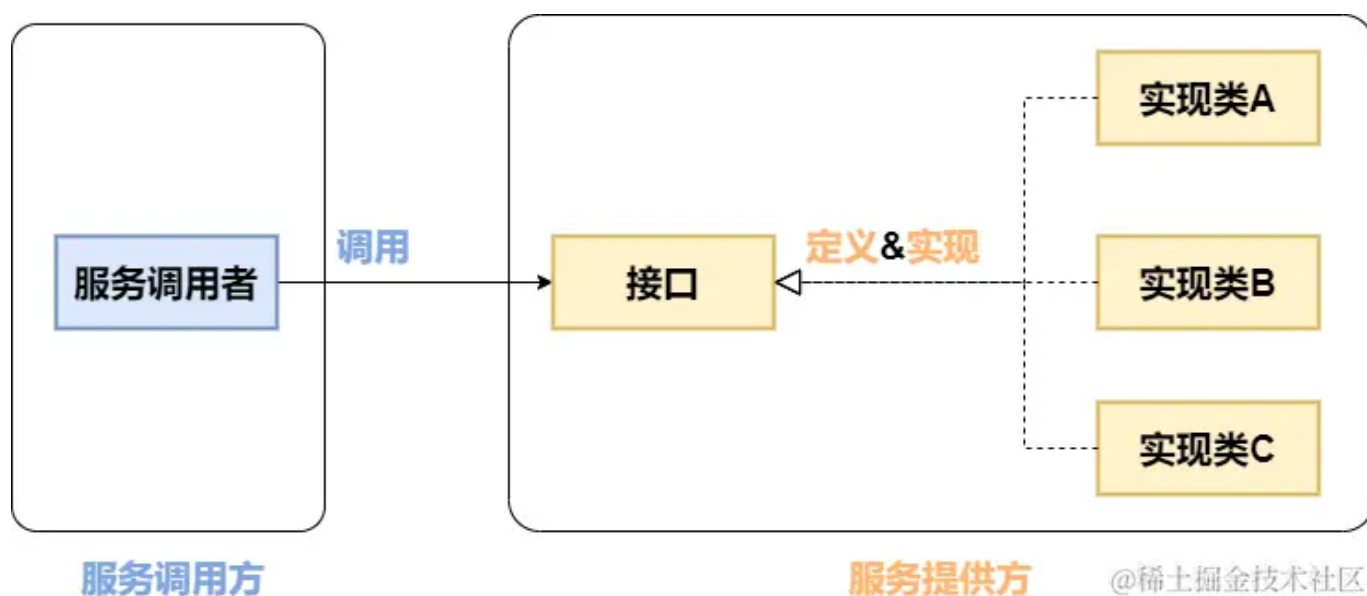 实现类A
调用
定义&实现
服务调用者
接口
实现类B
实现类C
服务调用方
服务提供方
@稀土掘金技术社区